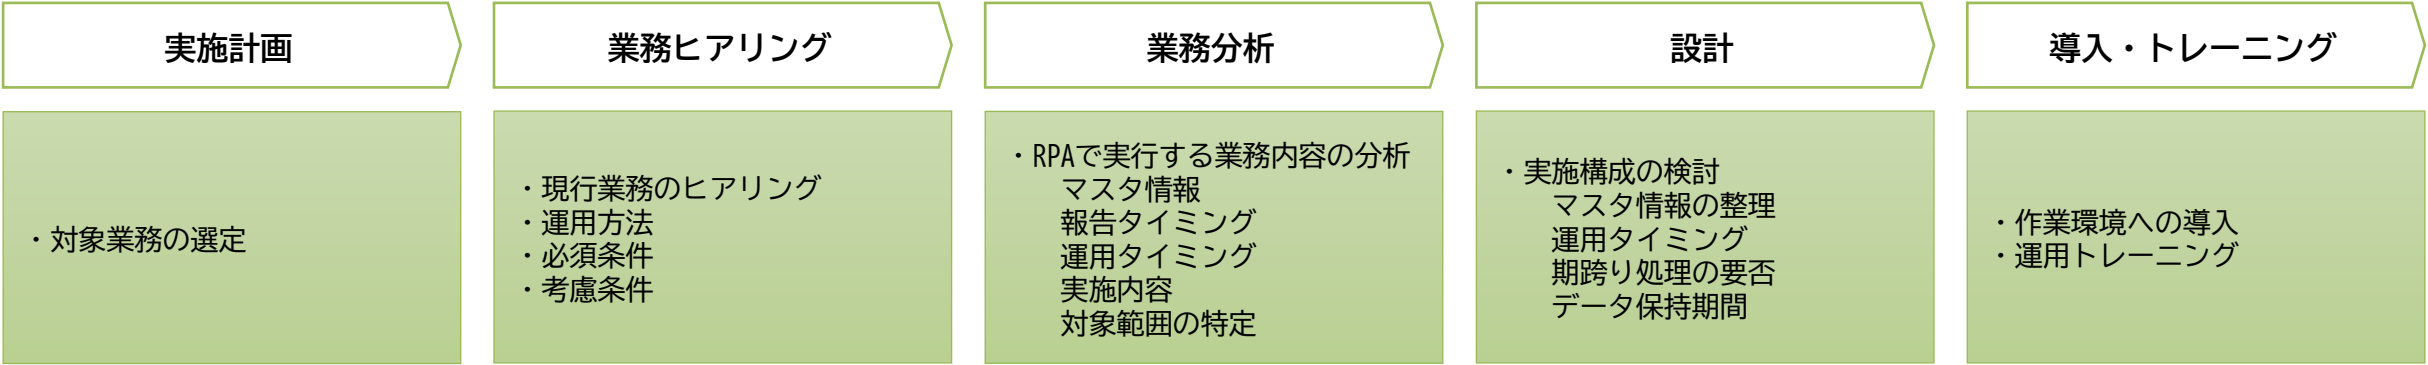 実施計画
・対象業務の選定
業務ヒアリング
・現行業務のヒアリング
・運用方法
・必須条件
・考慮条件
業務分析
・RPAで実行する業務内容の分析
マスタ情報
報告タイミング
運用タイミング
実施内容
対象範囲の特定
設計
・実施構成の検討
マスタ情報の整理
運用タイミング
期跨り処理の要否
データ保持期間
導入・トレーニング
・作業環境への導入
・運用トレーニング